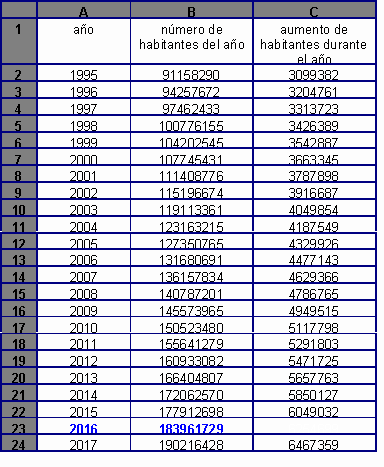 A B C
1 año número de habitantes del año aumento de habitantes durante el año
2 1995 91158290 3099382
3 1996 94257672 3204761
4 1997 97462433 3313723
5 1998 100776155 3426389
6 1999 104202545 3542887
7 2000 107745431 3663345
8 2001 111408776 3787898
9 2002 115196674 3916687
10 2003 119113361 4049854
11 2004 123163215 4187549
12 2005 127350765 4329926
13 2006 131680691 4477143
14 2007 136157834 4629366
15 2008 140787201 4786765
16 2009 145573965 4949515
17 2010 150523480 5117798
18 2011 155641279 5291803
19 2012 160933082 5471725
20 2013 166404807 5657763
21 2014 172062570 5850127
22 2015 177912698 6049032
23 2016 183961729
24 2017 190216428 6467359